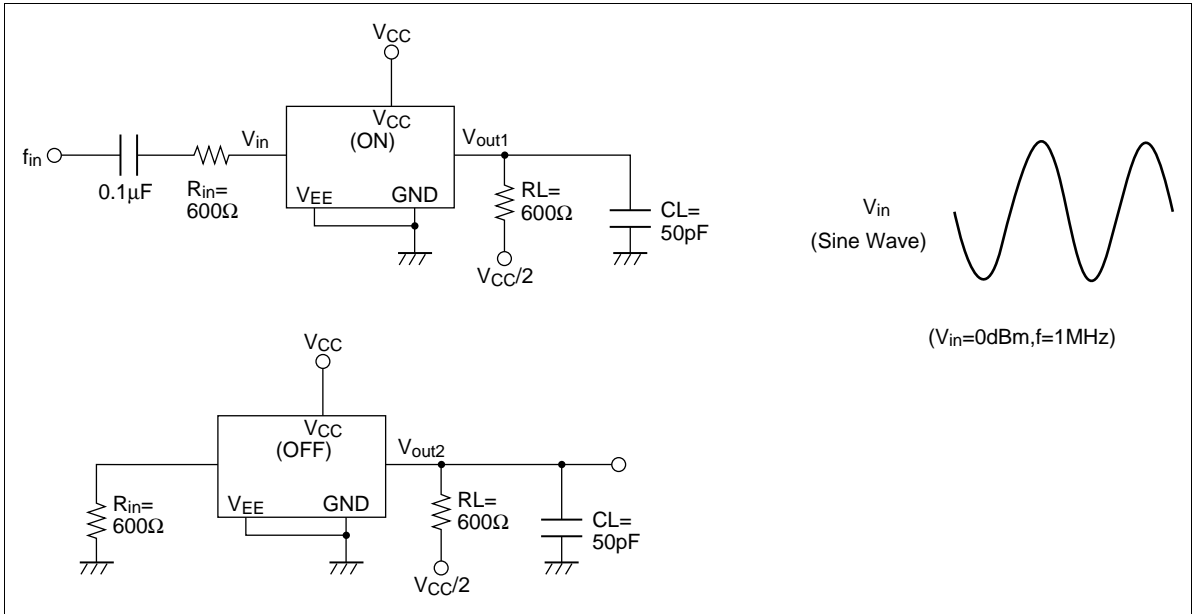 VCC
VCC
(ON)
fin
0.1μF
Rin=
600Ω
Vin
VEE
GND
Vout1
RL=
600Ω
VCC/2
CL=
50pF
Vin
(Sine Wave)
(Vin=0dBm,f=1MHz)
VCC
VCC
(OFF)
Rin=
600Ω
VEE
GND
Vout2
RL=
600Ω
VCC/2
CL=
50pF